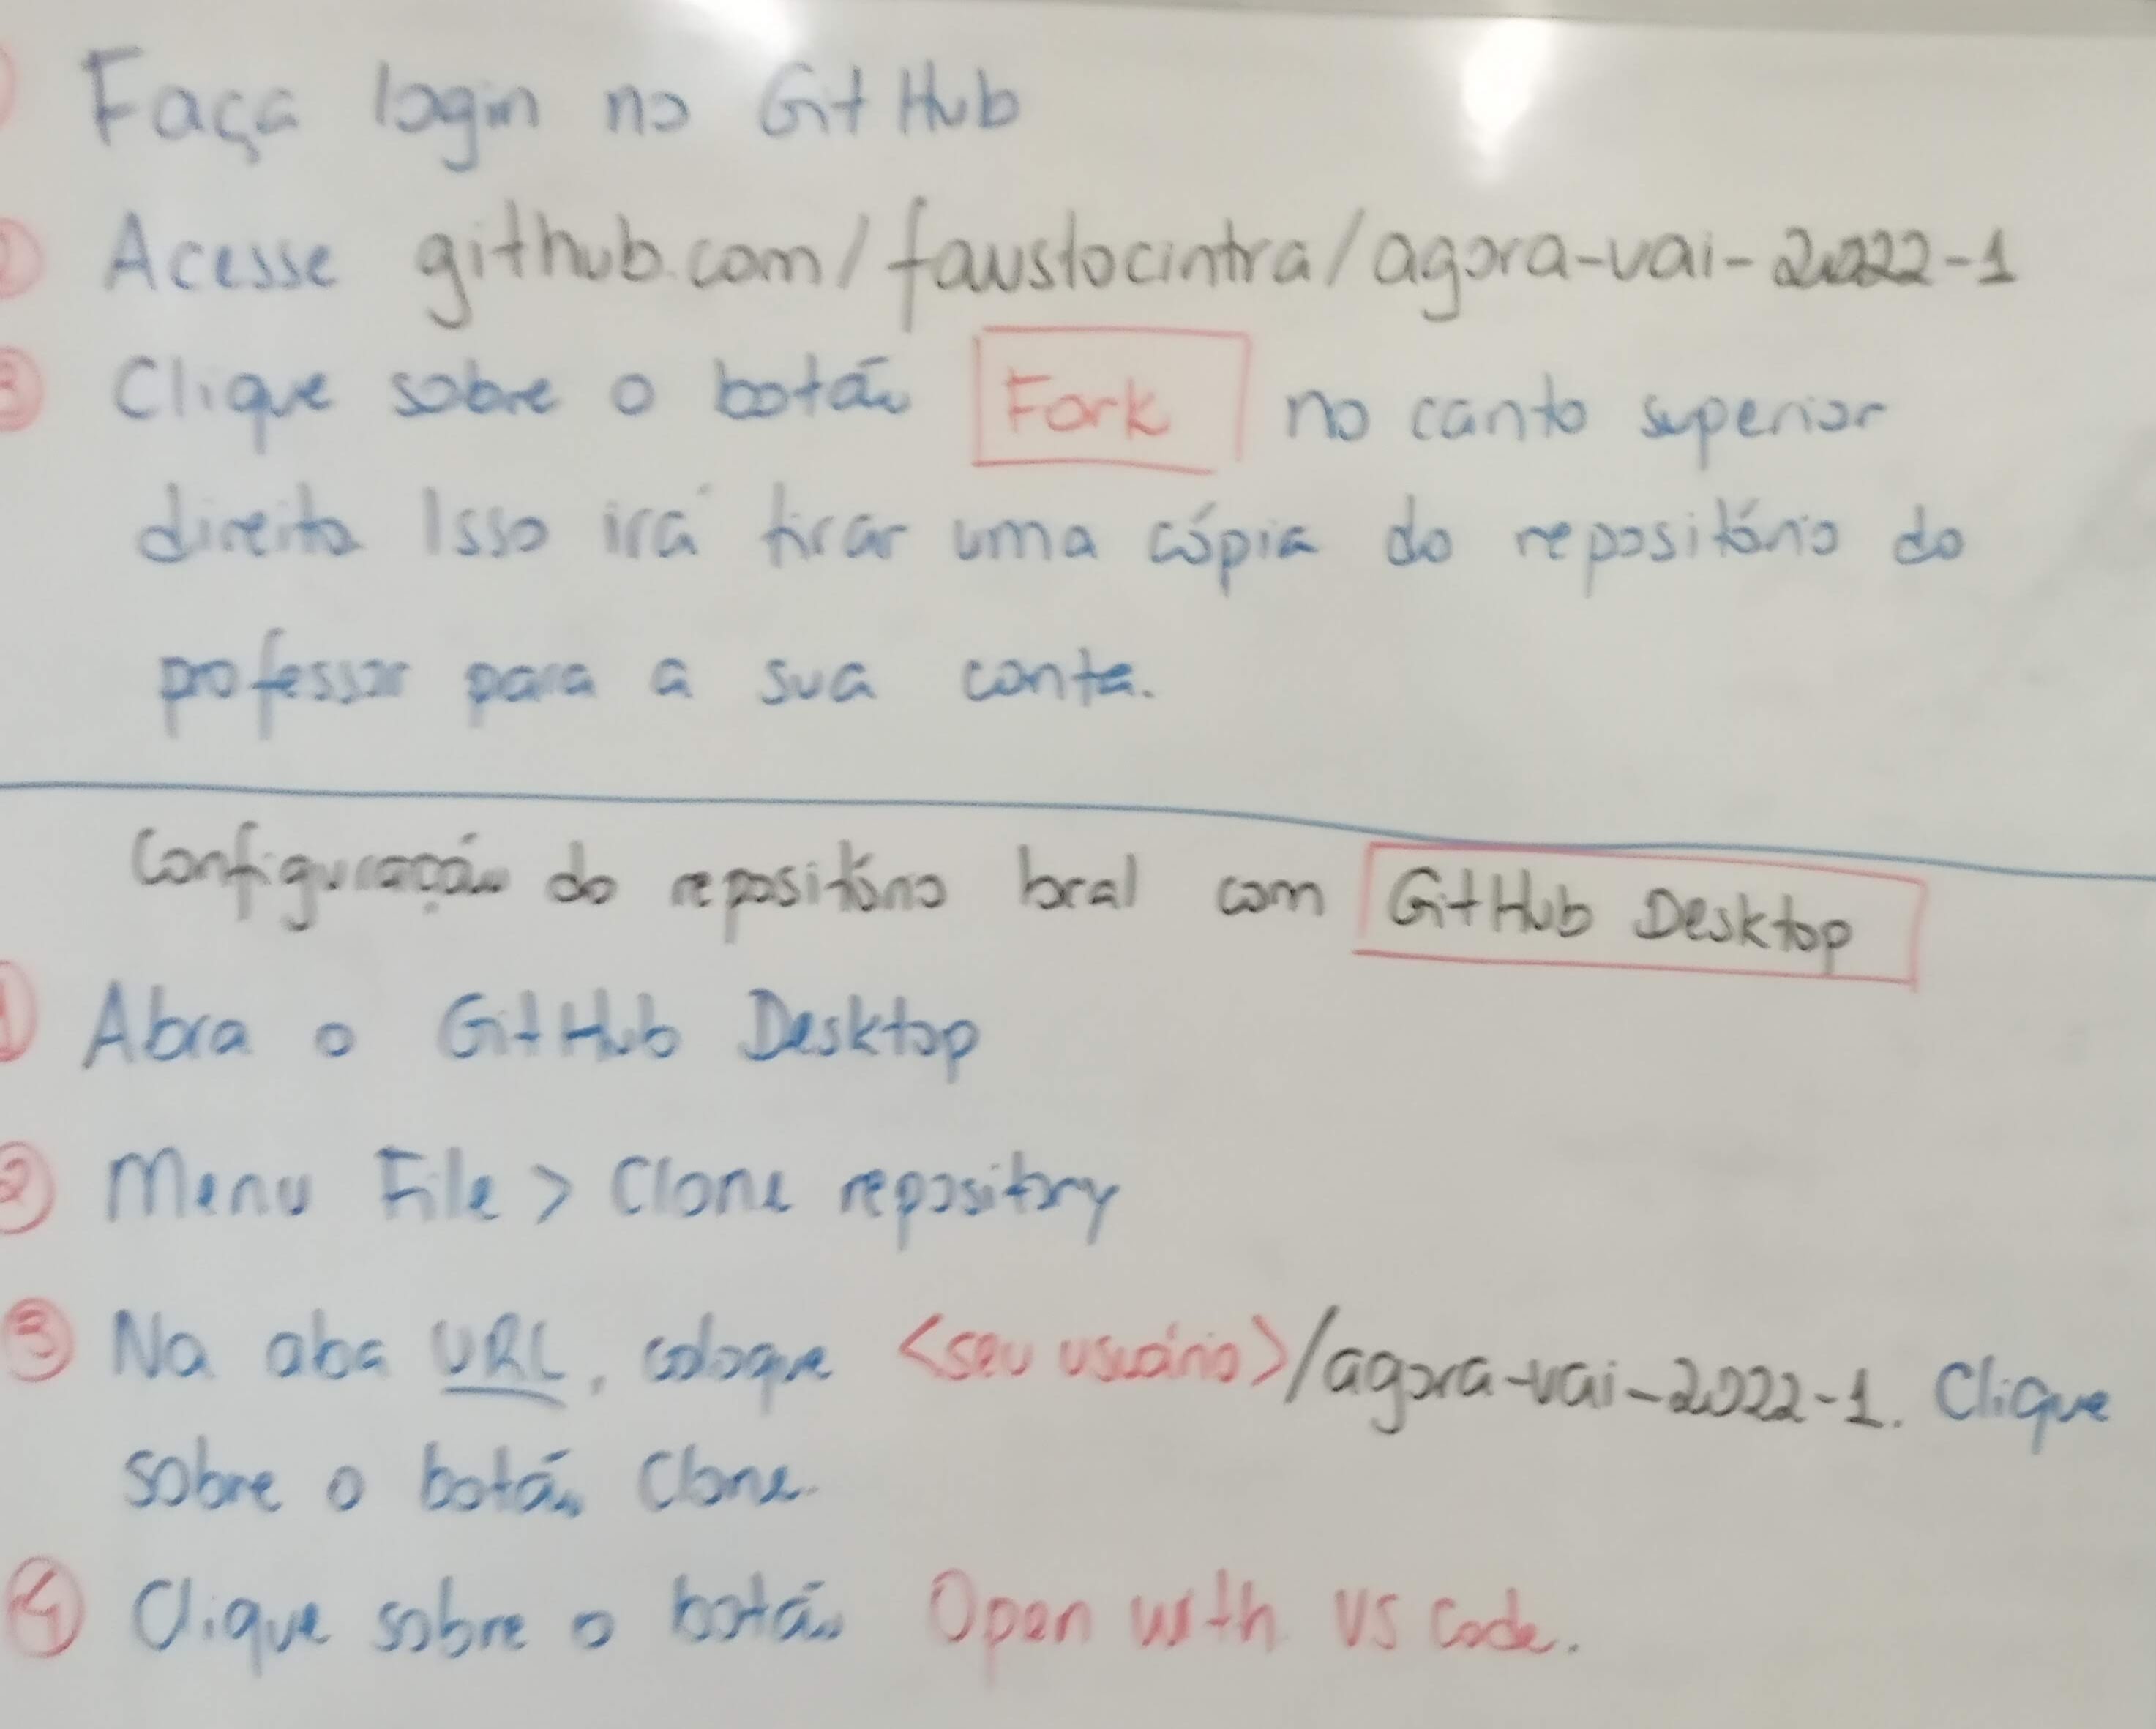 ① Faça login no GitHub
② Acesse github.com/faustocintra/agora-vai-2022-1
③ Clique sobre o botão Fork no canto superior
direito Isso irá tirar uma cópia do repositório do
professor para a sua conta.
Configuração do repositório local com GitHub Desktop
① Abra o GitHub Desktop
② Menu File > Clone repository
③ Na aba URL, coloque <seu usuário>/agora-vai-2022-1. Clique
sobre o botão Clone.
④ Clique sobre o botão Open with VS Code.